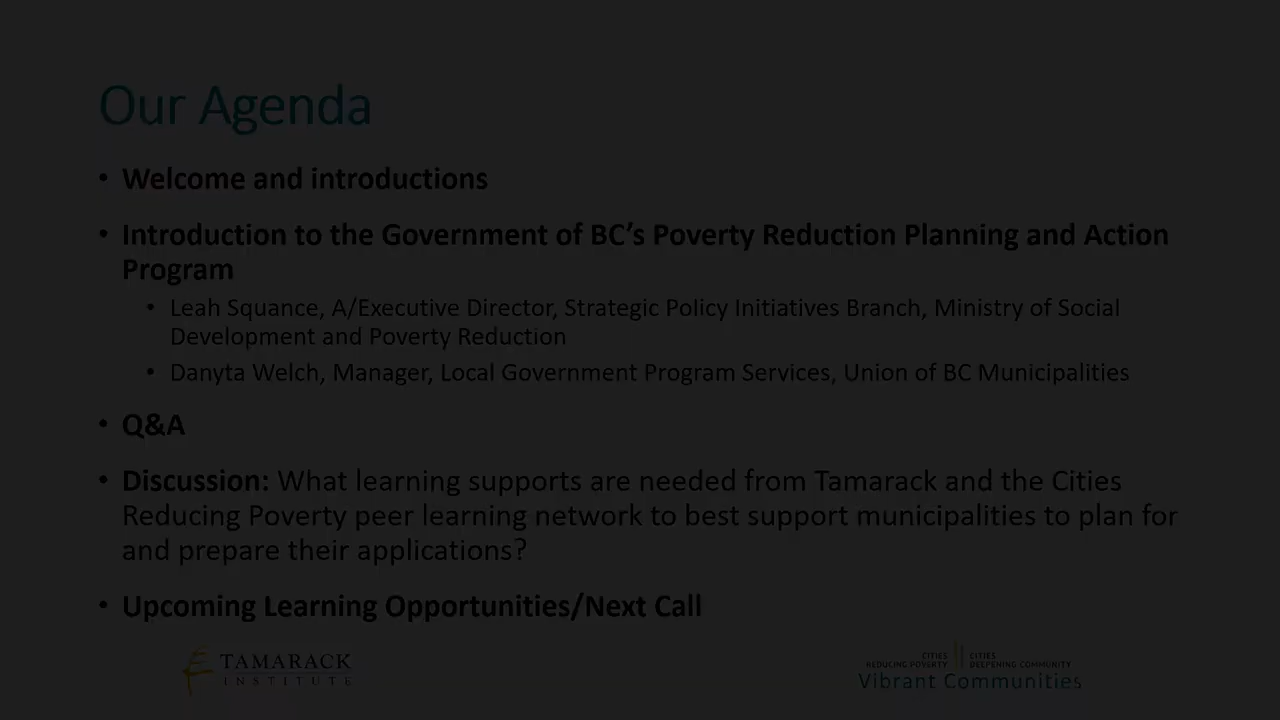 Our Agenda
• Welcome and introductions
• Introduction to the Government of BC’s Poverty Reduction Planning and Action
Program
• Leah Squance, A/Executive Director, Strategic Policy Initiatives Branch, Ministry of Social
Development and Poverty Reduction
• Danyta Welch, Manager, Local Government Program Services, Union of BC Municipalities
• Q&A
• Discussion: What learning supports are needed from Tamarack and the Cities
Reducing Poverty peer learning network to best support municipalities to plan for
and prepare their applications?
• Upcoming Learning Opportunities/Next Call
TAMARACK
INSTITUTE
CITIES
REDUCING POVERTY
CITIES
DEEPENING COMMUNITY
Vibrant Communities